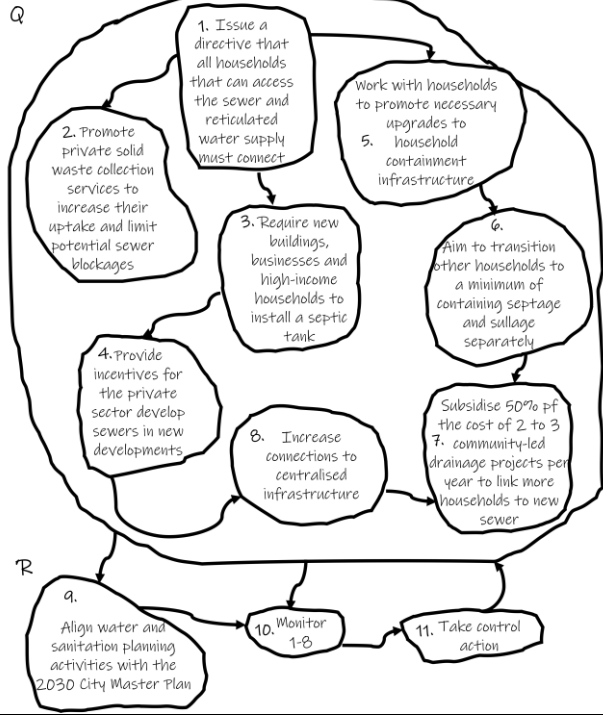 Q
1. Issue a
directive that
all households
that can access
the sewer and
reticulated
water supply
must connect
2. Promote
private solid
waste collection
services to
increase their
uptake and limit
potential sewer
blockages
3. Require new
buildings,
businesses and
high-income
households to
install a septic
tank
4. Provide
incentives for
the private
sector develop
sewers in new
developments
Work with households
to promote necessary
upgrades to
5. household
containment
infrastructure
6.
Aim to transition
other households to
a minimum of
containing septage
and sullage
separately
Subsidise 50% pf
the cost of 2 to 3
7. community-led
drainage projects per
year to link more
households to new
sewer
8. Increase
connections to
centralised
infrastructure
R
9.
Align water and
sanitation planning
activities with the
2030 City Master Plan
10. Monitor
1-8
11. Take control
action